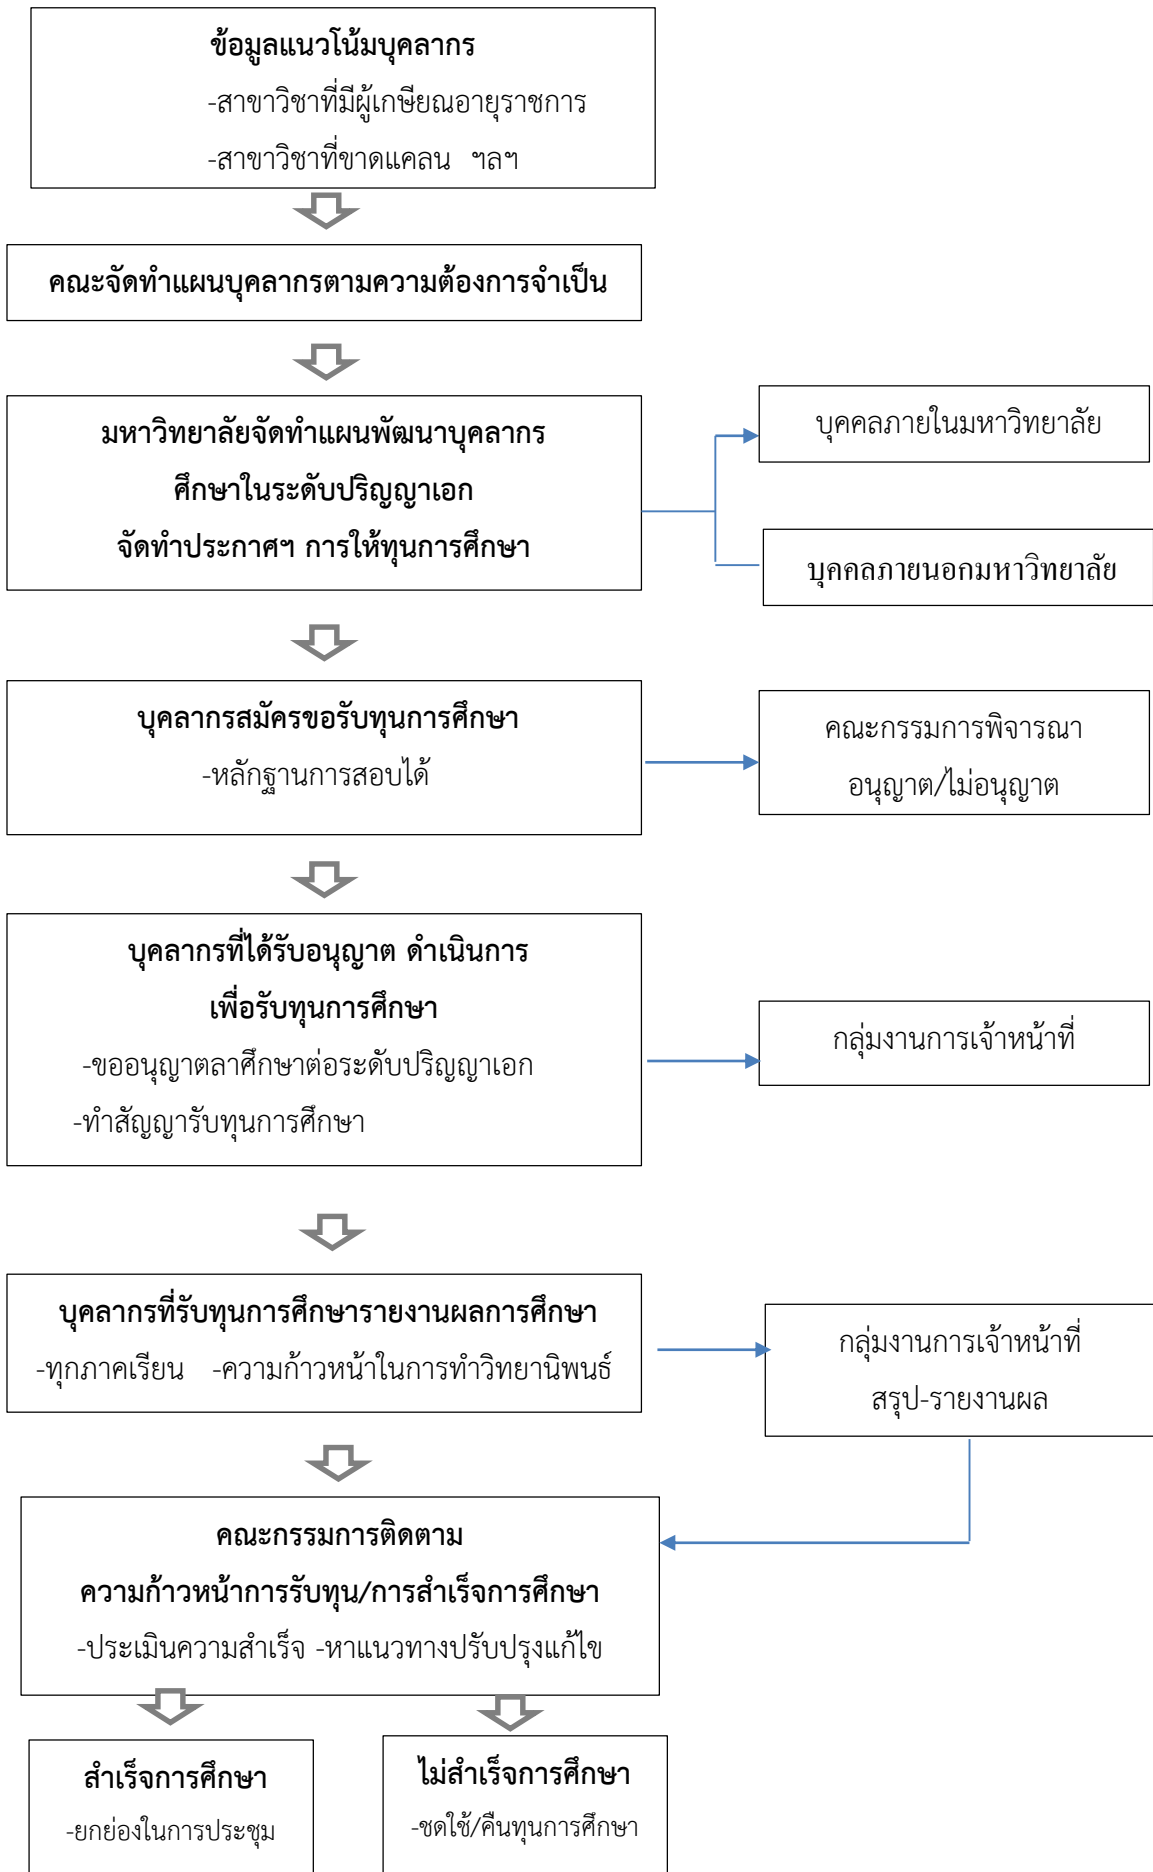 ข้อมูลแนวโน้มบุคลากร
-สาขาวิชาที่มีผู้เกษียณอายุราชการ
-สาขาวิชาที่ขาดแคลน ฯลฯ
คณะจัดทำแผนบุคลากรตามความต้องการจำเป็น
มหาวิทยาลัยจัดทำแผนพัฒนาบุคลากร
ศึกษาในระดับปริญญาเอก
จัดทำประกาศฯ การให้ทุนการศึกษา
บุคคลภายในมหาวิทยาลัย
บุคคลภายนอกมหาวิทยาลัย
บุคลากรสมัครขอรับทุนการศึกษา
-หลักฐานการสอบได้
คณะกรรมการพิจารณา
อนุญาต/ไม่อนุญาต
บุคลากรที่ได้รับอนุญาต ดำเนินการ
เพื่อรับทุนการศึกษา
-ขออนุญาตลาศึกษาต่อระดับปริญญาเอก
-ทำสัญญารับทุนการศึกษา
กลุ่มงานการเจ้าหน้าที่
บุคลากรที่รับทุนการศึกษารายงานผลการศึกษา
-ทุกภาคเรียน -ความก้าวหน้าในการทำวิทยานิพนธ์
กลุ่มงานการเจ้าหน้าที่
สรุป-รายงานผล
คณะกรรมการติดตาม
ความก้าวหน้าการรับทุน/การสำเร็จการศึกษา
-ประเมินความสำเร็จ -หาแนวทางปรับปรุงแก้ไข
สำเร็จการศึกษา
-ยกย่องในการประชุม
ไม่สำเร็จการศึกษา
-ชดใช้/คืนทุนการศึกษา